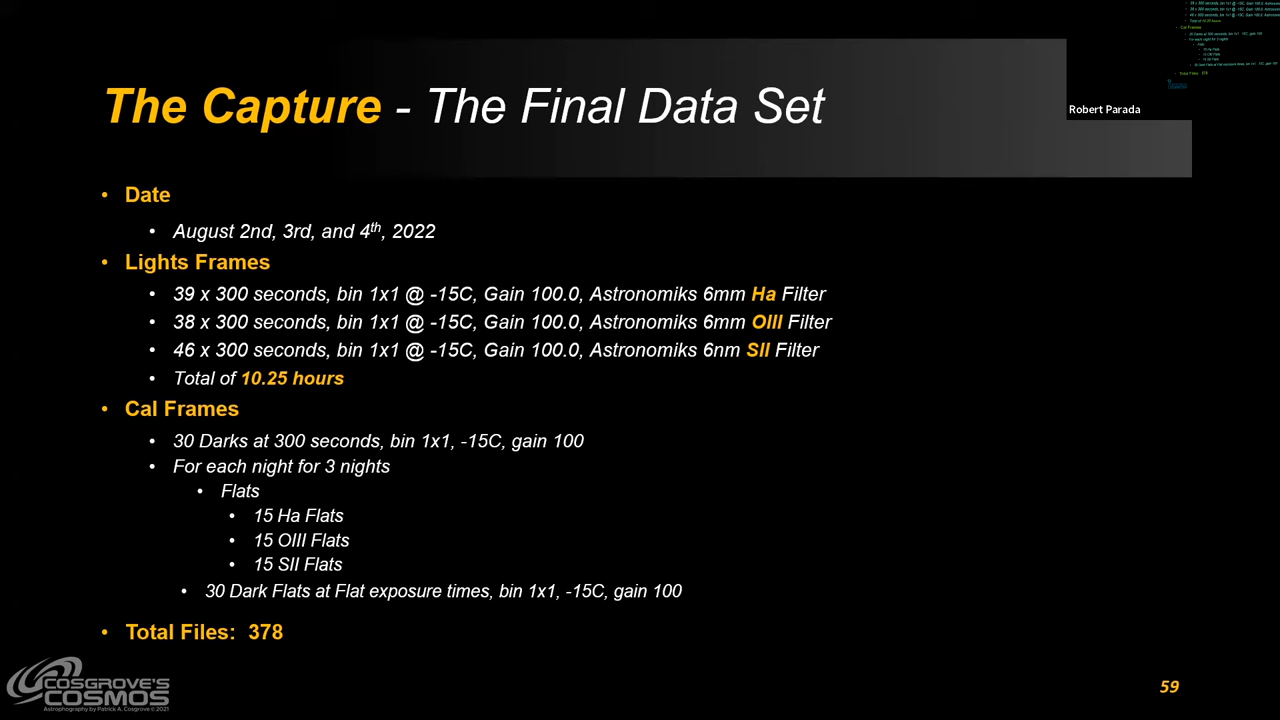 The Capture - The Final Data Set
Robert Parada
• Date
• August 2nd, 3rd, and 4th, 2022
• Lights Frames
• 39 x 300 seconds, bin 1x1 @ -15C, Gain 100.0, Astronomiks 6mm Ha Filter
• 38 x 300 seconds, bin 1x1 @ -15C, Gain 100.0, Astronomiks 6mm OIII Filter
• 46 x 300 seconds, bin 1x1 @ -15C, Gain 100.0, Astronomiks 6nm SII Filter
• Total of 10.25 hours
• Cal Frames
• 30 Darks at 300 seconds, bin 1x1, -15C, gain 100
• For each night for 3 nights
• Flats
• 15 Ha Flats
• 15 OIII Flats
• 15 SII Flats
• 30 Dark Flats at Flat exposure times, bin 1x1, -15C, gain 100
• Total Files: 378
COSGROVE'S
COSMOS
Astrophography by Patrick A. Cosgrove © 2021
59